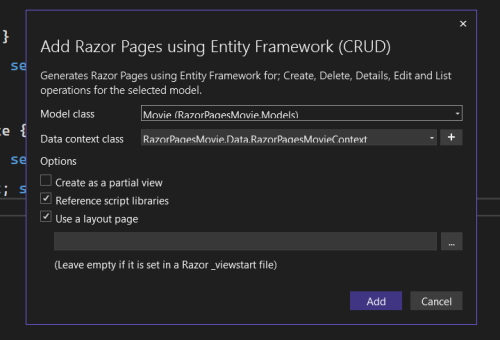 }
se
Add Razor Pages using Entity Framework (CRUD)
Generates Razor Pages using Entity Framework for; Create, Delete, Details, Edit and List
operations for the selected model.
Model class
Movie (RazorPagesMovie.Models)
Data context class
RazorPagesMovie.Data.RazorPagesMovieContext
+
Options
Create as a partial view
Reference script libraries
Use a layout page
...
(Leave empty if it is set in a Razor _viewstart file)
Add
Cancel
e {
se
; s